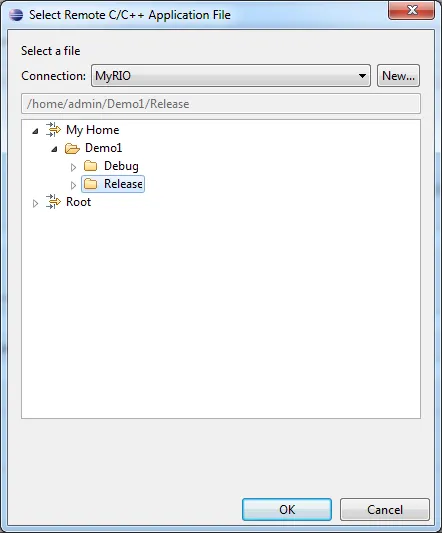 Select Remote C/C++ Application File
Select a file
Connection: MyRIO New...
/home/admin/Demo1/Release
My Home
Demo1
Debug
Release
Root
OK Cancel